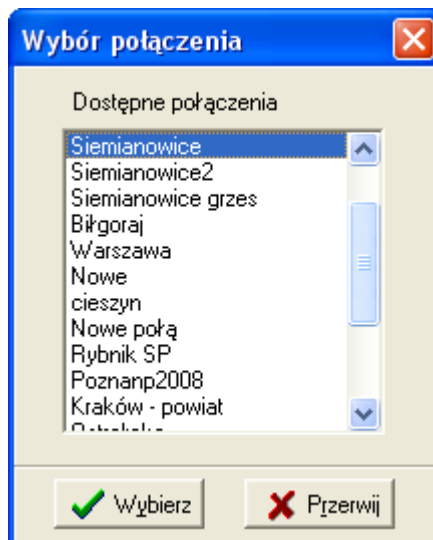 Wybór połączenia
Dostępne połączenia
Siemianowice
Siemianowice2
Siemianowice grzes
Biłgoraj
Warszawa
Nowe
cieszyn
Nowe połą
Rybnik SP
Poznanp2008
Kraków - powiat
Wybierz
Przerwij